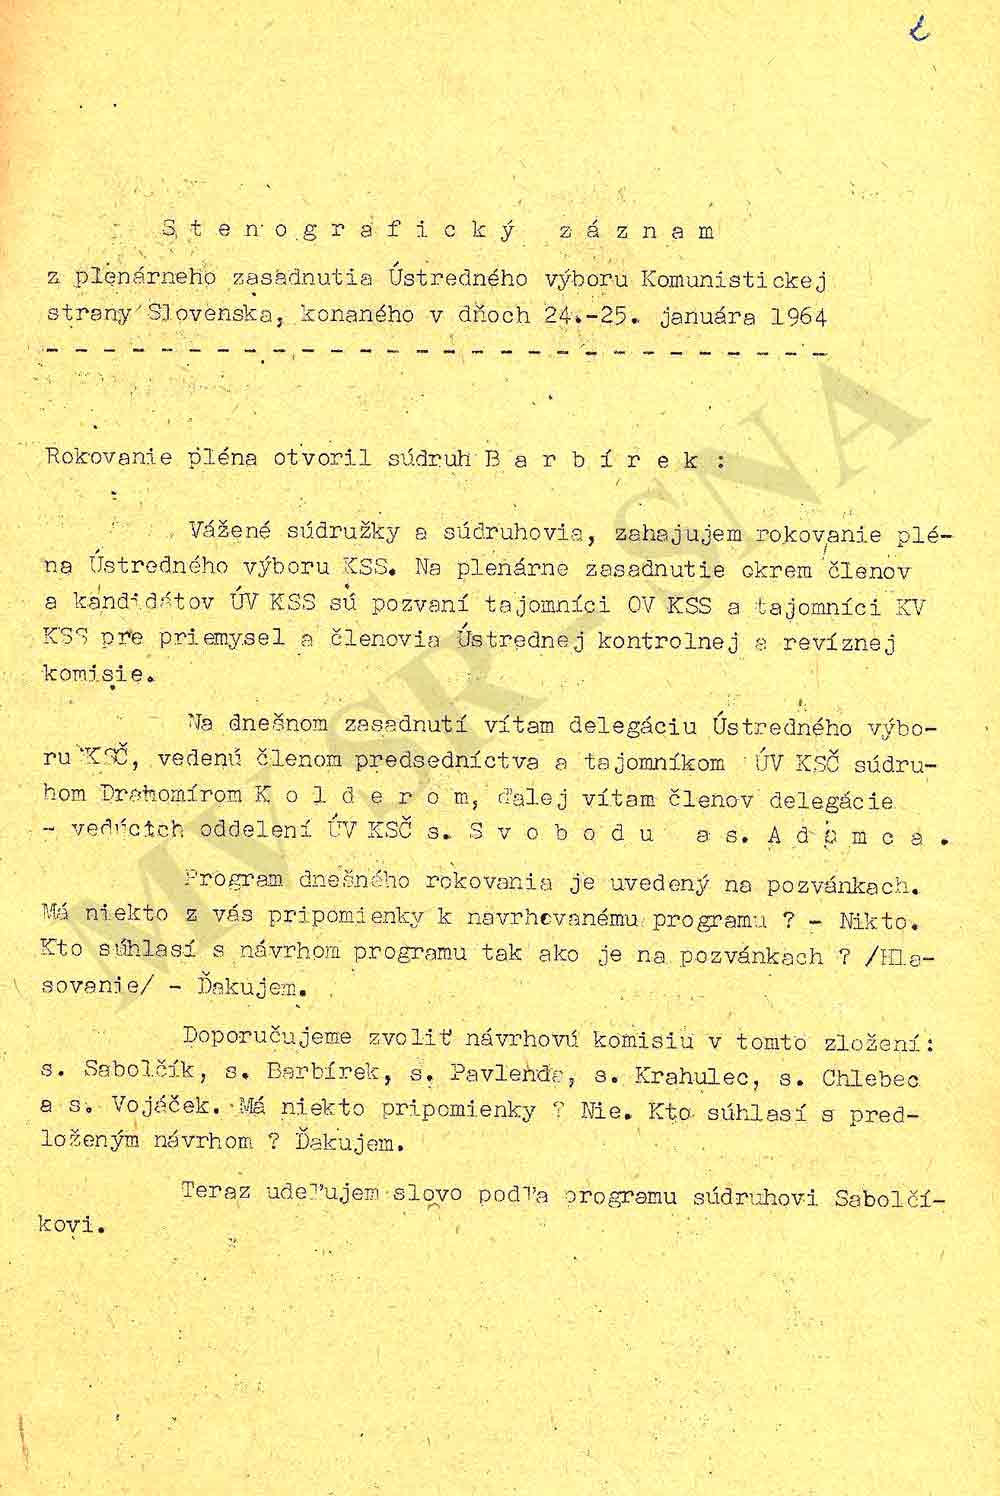 S t e n o g r a f i c k ý   z á z n a m
z plenárneho zasadnutia Ústredného výboru Komunistickej
strany Slovenska, konaného v dňoch 24.-25. januára 1964
- - - - - - - - - - - - - - - - - - - - - - - - - - - - - - - -
Rokovanie pléna otvoril súdruh B a r b í r e k :
Vážené súdružky a súdruhovia, zahajujem rokovanie plé-
na Ústredného výboru KSS. Na plenárne zasadnutie okrem členov
a kandidátov ÚV KSS sú pozvaní tajomníci OV KSS a tajomníci KV
KSS pre priemysel a členovia Ústrednej kontrolnej a revíznej
komisie.
Na dnešnom zasadnutí vítam delegáciu Ústredného výbo-
ru KSČ, vedenú členom predsedníctva a tajomníkom ÚV KSČ súdru-
hom Drahomírom K o l d e r o m, ďalej vítam členov delegácie
- vedúcich oddelení ÚV KSČ s. S v o b o d u   a s. A d a m c a .
Program dnešného rokovania je uvedený na pozvánkach.
Má niekto z vás pripomienky k navrhovanému programu ? - Nikto.
Kto súhlasí s návrhom programu tak ako je na pozvánkach ? /Hla-
sovanie/ - Ďakujem.
Doporučujeme zvoliť návrhovú komisiu v tomto zložení:
s. Sabolčík, s. Barbírek, s. Pavlenda, s. Krahulec, s. Chlebec
a s. Vojáček. Má niekto pripomienky ? Nie. Kto súhlasí s pred-
loženým návrhom ? Ďakujem.
Teraz udeľujem slovo podľa programu súdruhovi Sabolčí-
kovi.
MV SR - SNA